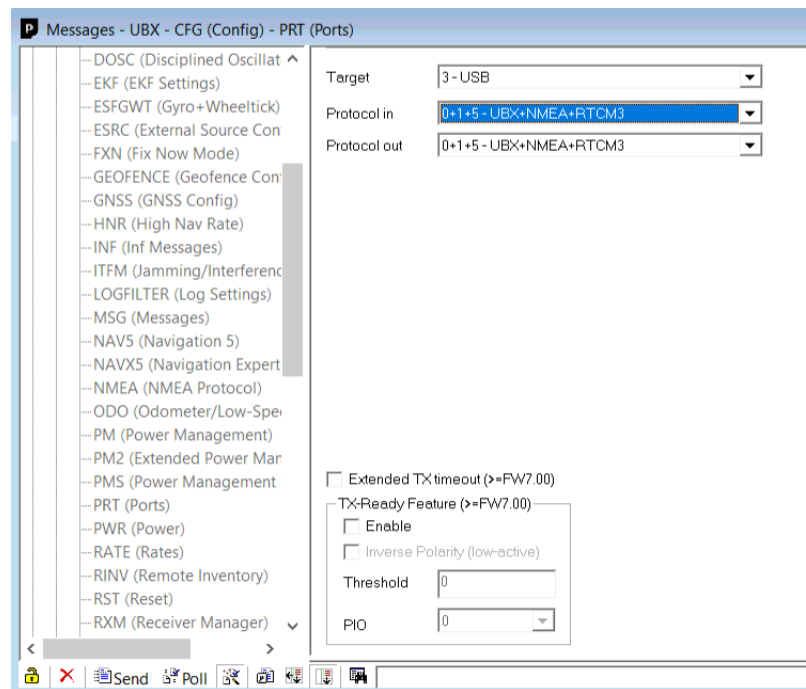 Messages - UBX - CFG (Config) - PRT (Ports)
DOSC (Disciplined Oscillat
EKF (EKF Settings)
ESFGWT (Gyro+Wheeltick)
ESRC (External Source Con
FXN (Fix Now Mode)
GEOFENCE (Geofence Con
GNSS (GNSS Config)
HNR (High Nav Rate)
INF (Inf Messages)
ITFM (Jamming/Interferenc
LOGFILTER (Log Settings)
MSG (Messages)
NAV5 (Navigation 5)
NAVX5 (Navigation Expert
NMEA (NMEA Protocol)
ODO (Odometer/Low-Spe
PM (Power Management)
PM2 (Extended Power Man
PMS (Power Management
PRT (Ports)
PWR (Power)
RATE (Rates)
RINV (Remote Inventory)
RST (Reset)
RXM (Receiver Manager)
Target 3 - USB
Protocol in 0+1+5 - UBX+NMEA+RTCM3
Protocol out 0+1+5 - UBX+NMEA+RTCM3
Extended TX timeout (>=FW7.00)
TX-Ready Feature (>=FW7.00)
Enable
Inverse Polarity (low-active)
Threshold 0
PIO 0
Send Poll